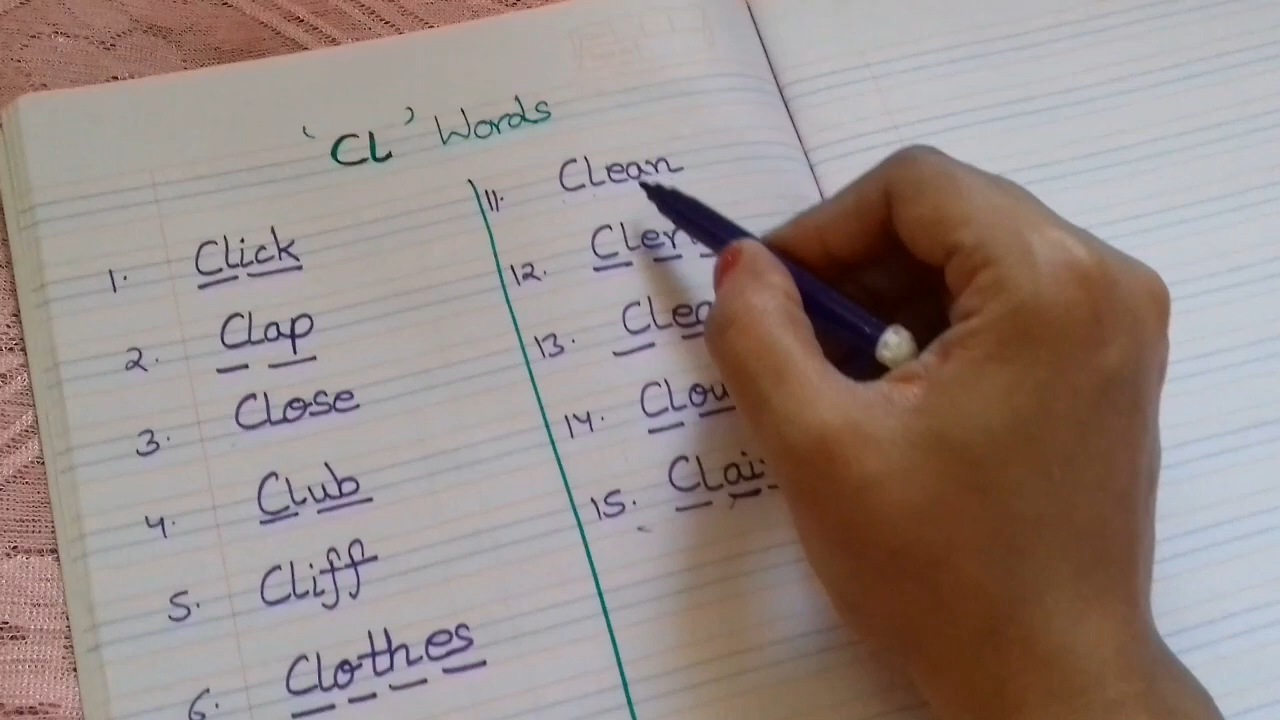 'CL' Words
1. Click
2. Clap
3. Close
4. Club
5. Cliff
6. Clothes
11. Clean
12.
13.
14.
15.